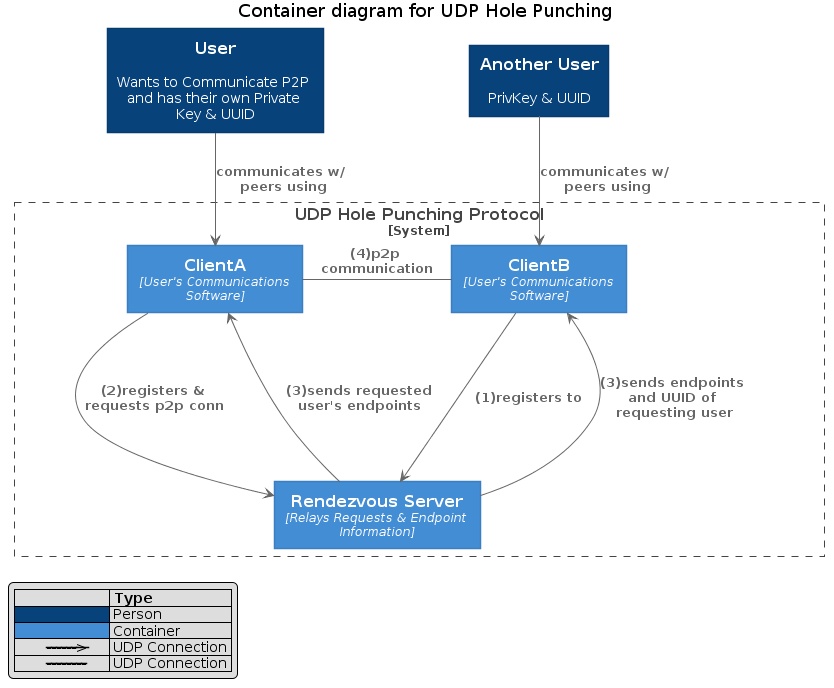 Container diagram for UDP Hole Punching
User
Wants to Communicate P2P
and has their own Private
Key & UUID
Another User
PrivKey & UUID
communicates w/
peers using
communicates w/
peers using
UDP Hole Punching Protocol
[System]
ClientA
[User's Communications
Software]
(4)p2p
communication
ClientB
[User's Communications
Software]
(2)registers &
requests p2p conn
(3)sends requested
user's endpoints
(1)registers to
(3)sends endpoints
and UUID of
requesting user
Rendezvous Server
[Relays Requests & Endpoint
Information]
Type
Person
Container
UDP Connection
UDP Connection